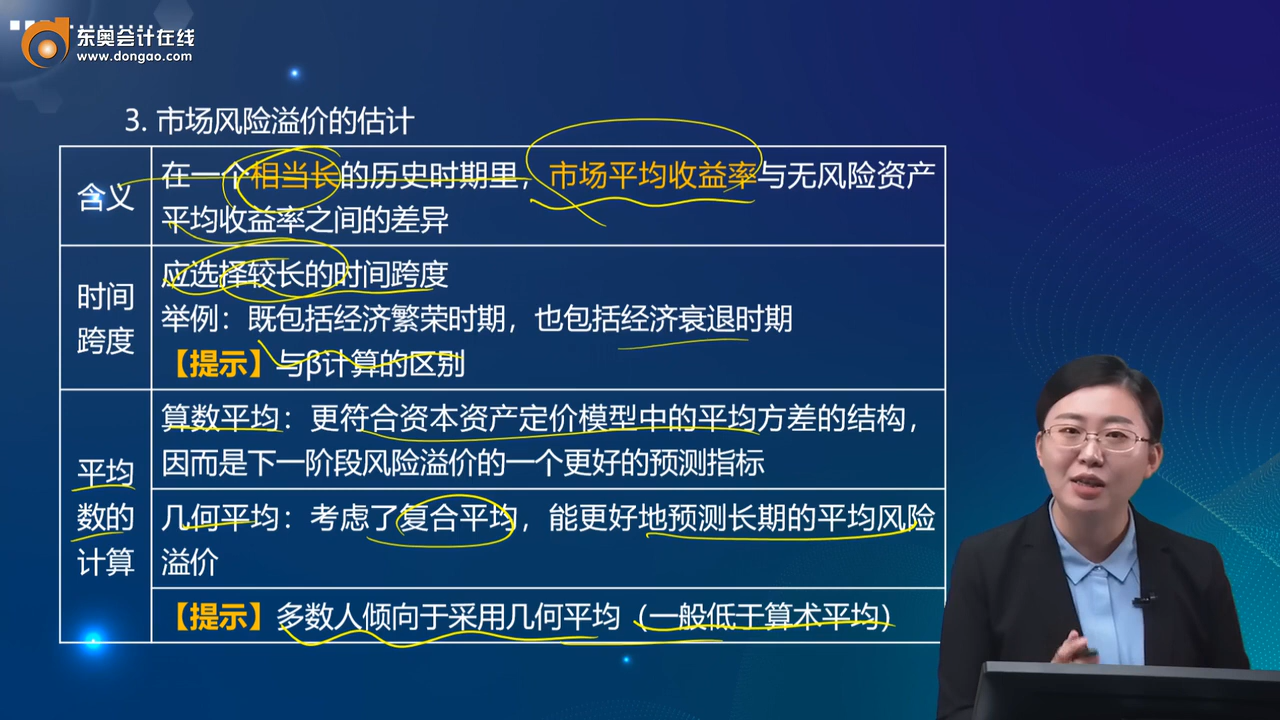 东奥会计在线
www.dongao.com
3. 市场风险溢价的估计
含义
在一个相当长的历史时期里，市场平均收益率与无风险资产
平均收益率之间的差异
时间
跨度
应选择较长的时间跨度
举例：既包括经济繁荣时期，也包括经济衰退时期
【提示】与β计算的区别
平均
数的
计算
算数平均：更符合资本资产定价模型中的平均方差的结构，
因而是下一阶段风险溢价的一个更好的预测指标
几何平均：考虑了复合平均，能更好地预测长期的平均风险
溢价
【提示】多数人倾向于采用几何平均（一般低于算术平均）